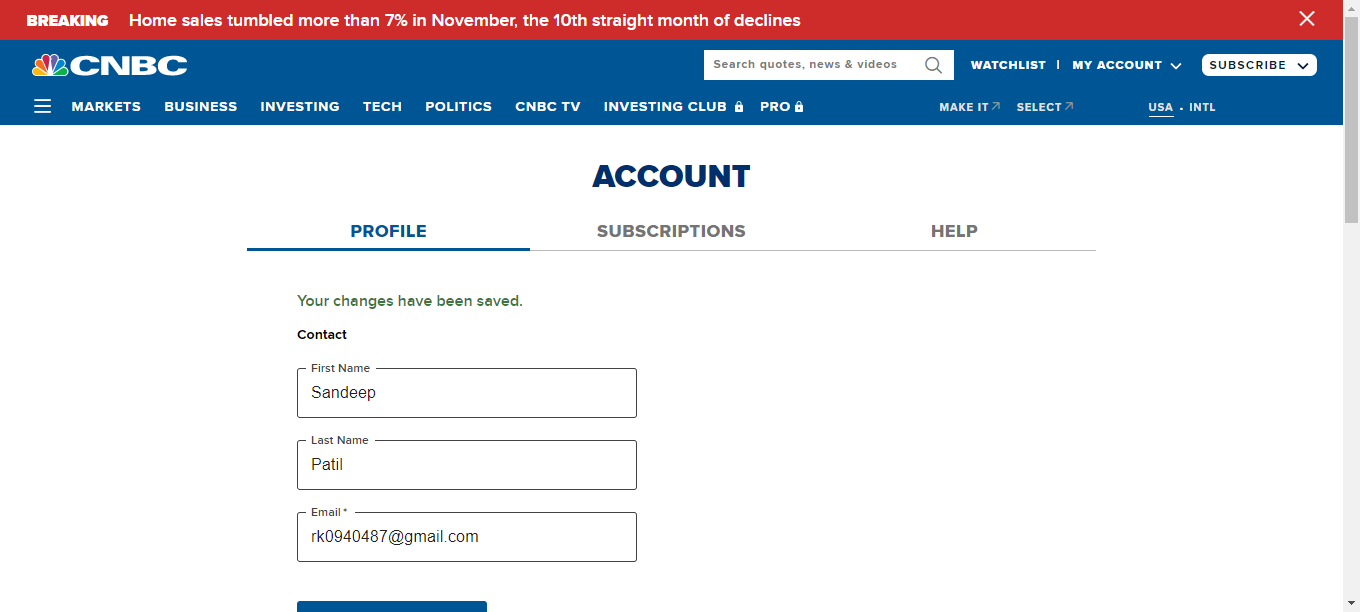 BREAKING Home sales tumbled more than 7% in November, the 10th straight month of declines
CNBC Search quotes, news & videos WATCHLIST | MY ACCOUNT SUBSCRIBE
MARKETS BUSINESS INVESTING TECH POLITICS CNBC TV INVESTING CLUB PRO MAKE IT SELECT USA • INTL
ACCOUNT
PROFILE SUBSCRIPTIONS HELP
Your changes have been saved.
Contact
First Name
Sandeep
Last Name
Patil
Email *
rk0940487@gmail.com